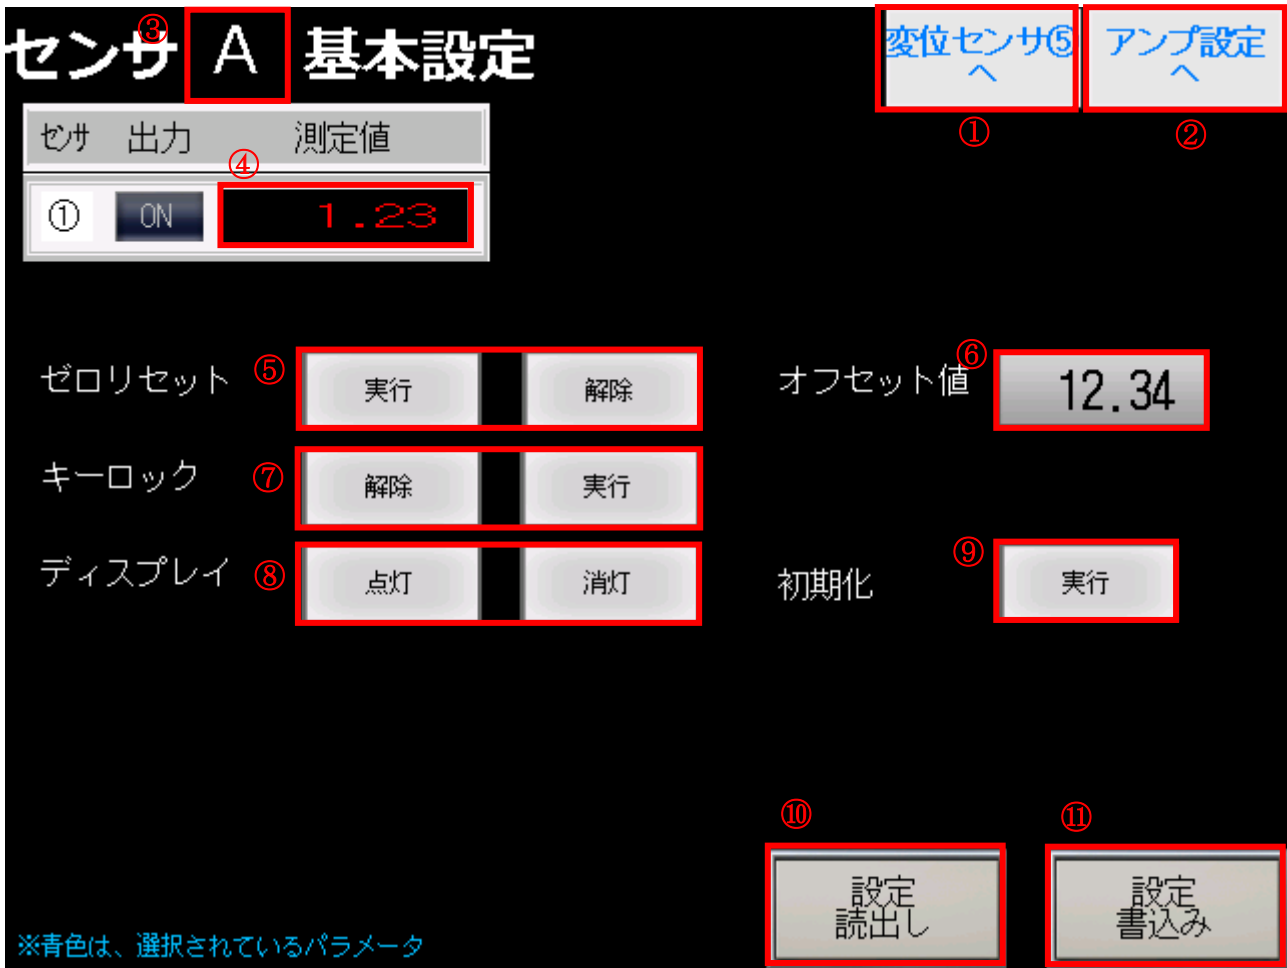 ③
センサ A 基本設定
変位センサ⑤
へ
①
アンプ設定
へ
②
センサ 出力 測定値
④
① ON 1.23
ゼロリセット ⑤ 実行 解除
オフセット値 ⑥ 12.34
キーロック ⑦ 解除 実行
ディスプレイ ⑧ 点灯 消灯
初期化 ⑨ 実行
⑩
設定
読出し
⑪
設定
書込み
※青色は、選択されているパラメータ